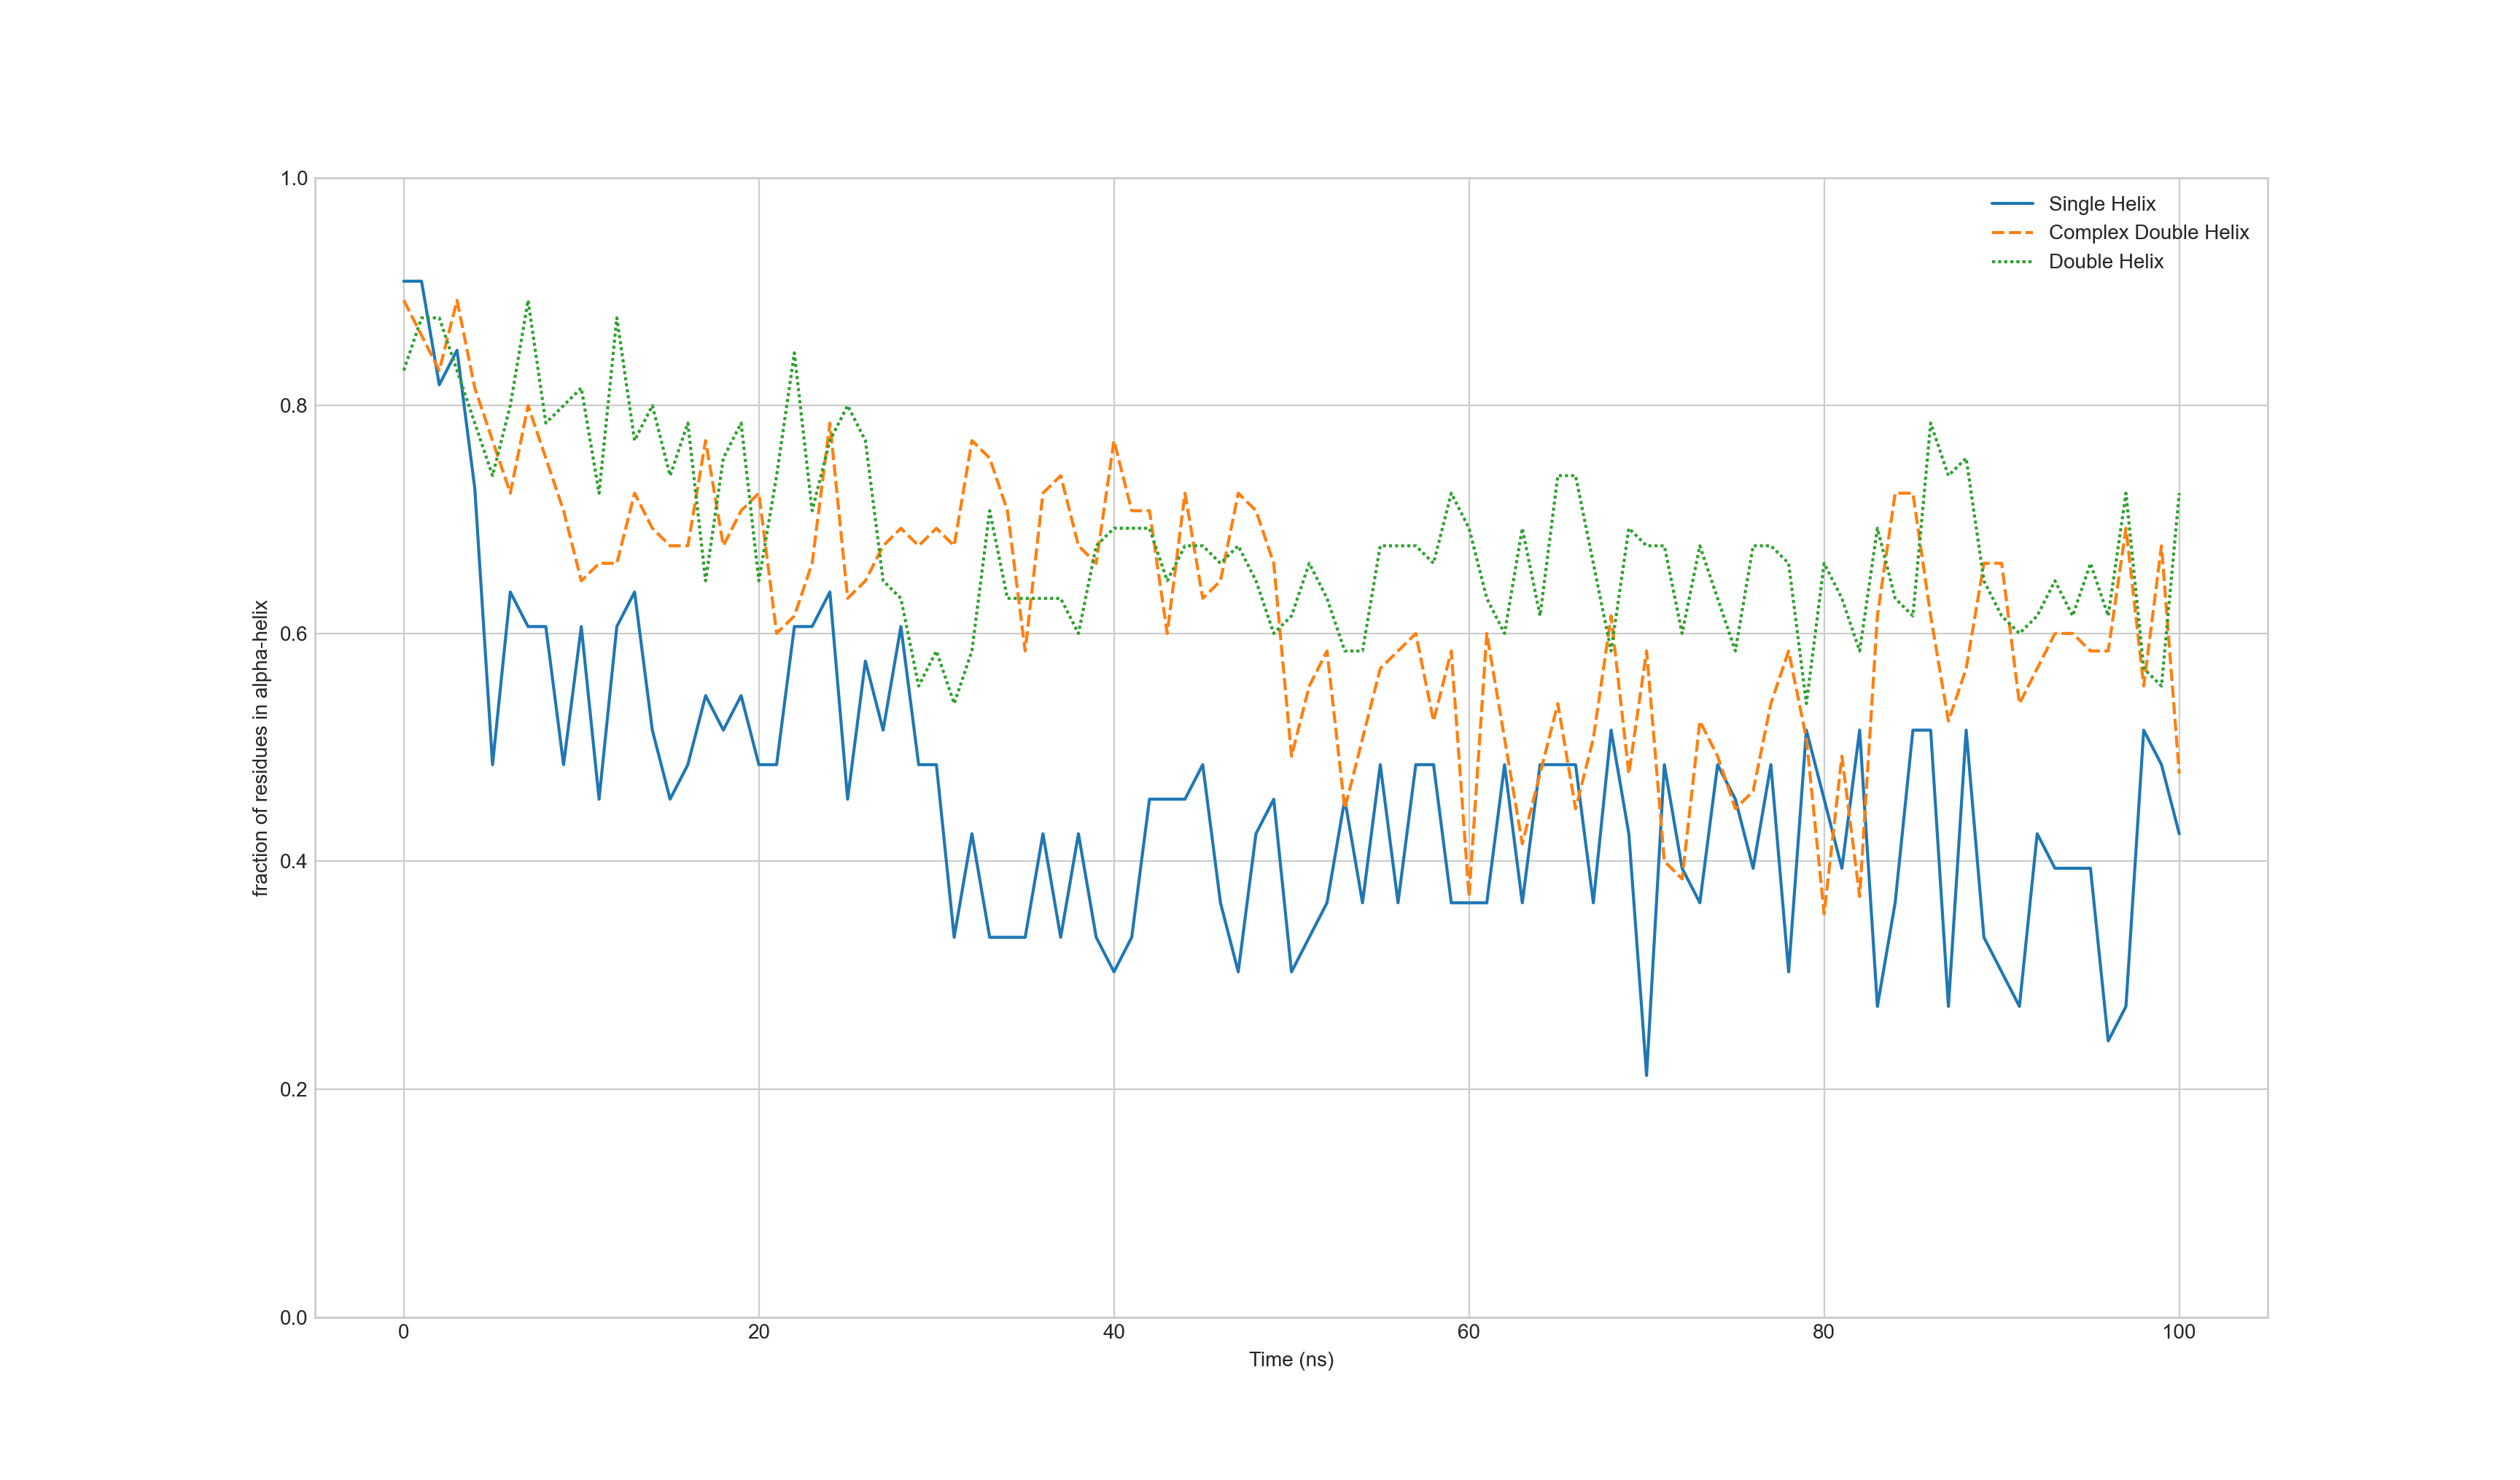 1.0
0.8
0.6
0.4
0.2
0.0
fraction of residues in alpha-helix
Single Helix
Complex Double Helix
Double Helix
0 20 40 60 80 100
Time (ns)